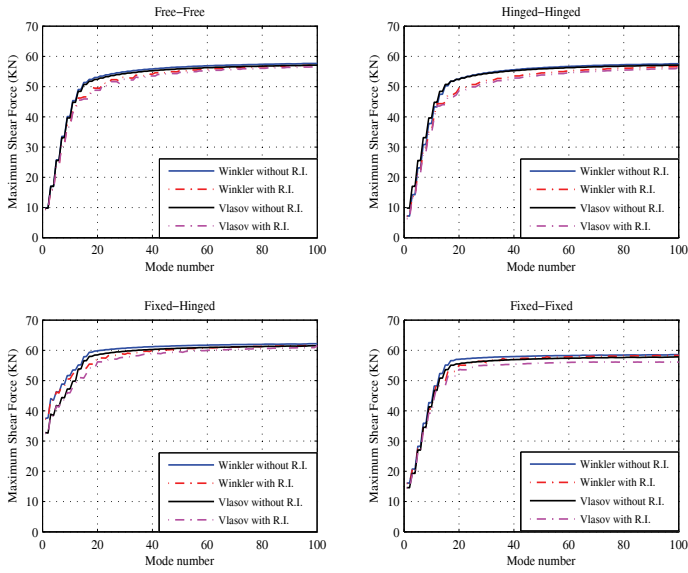 Free−Free
Maximum Shear Force (KN)
70
60
50
40
30
20
10
0
Winkler without R.I.
Winkler with R.I.
Vlasov without R.I.
Vlasov with R.I.
0 20 40 60 80 100
Mode number
Hinged−Hinged
Maximum Shear Force (KN)
70
60
50
40
30
20
10
0
Winkler without R.I.
Winkler with R.I.
Vlasov without R.I.
Vlasov with R.I.
0 20 40 60 80 100
Mode number
Fixed−Hinged
Maximum Shear Force (KN)
70
60
50
40
30
20
10
0
Winkler without R.I.
Winkler with R.I.
Vlasov without R.I.
Vlasov with R.I.
0 20 40 60 80 100
Mode number
Fixed−Fixed
Maximum Shear Force (KN)
70
60
50
40
30
20
10
0
Winkler without R.I.
Winkler with R.I.
Vlasov without R.I.
Vlasov with R.I.
0 20 40 60 80 100
Mode number